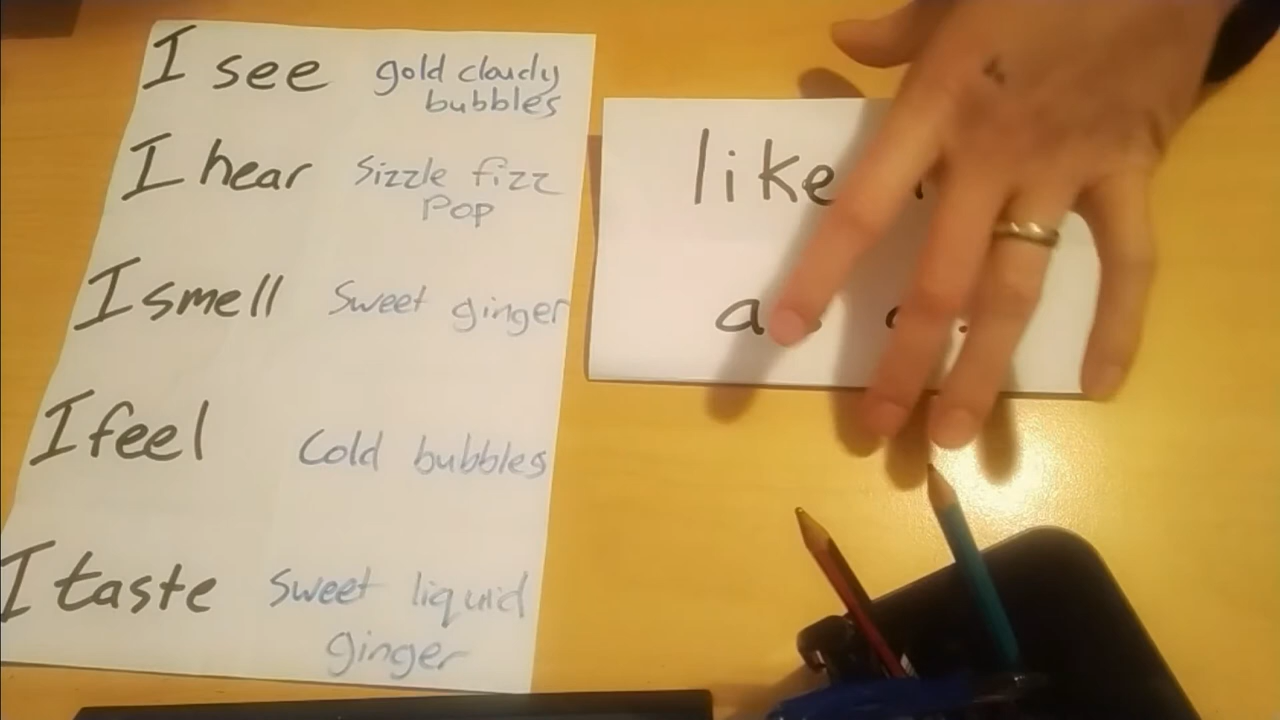 I see gold cloudy
bubbles
I hear Sizzle fizz
Pop
I smell Sweet ginger
I feel Cold bubbles
I taste Sweet liquid
ginger
like